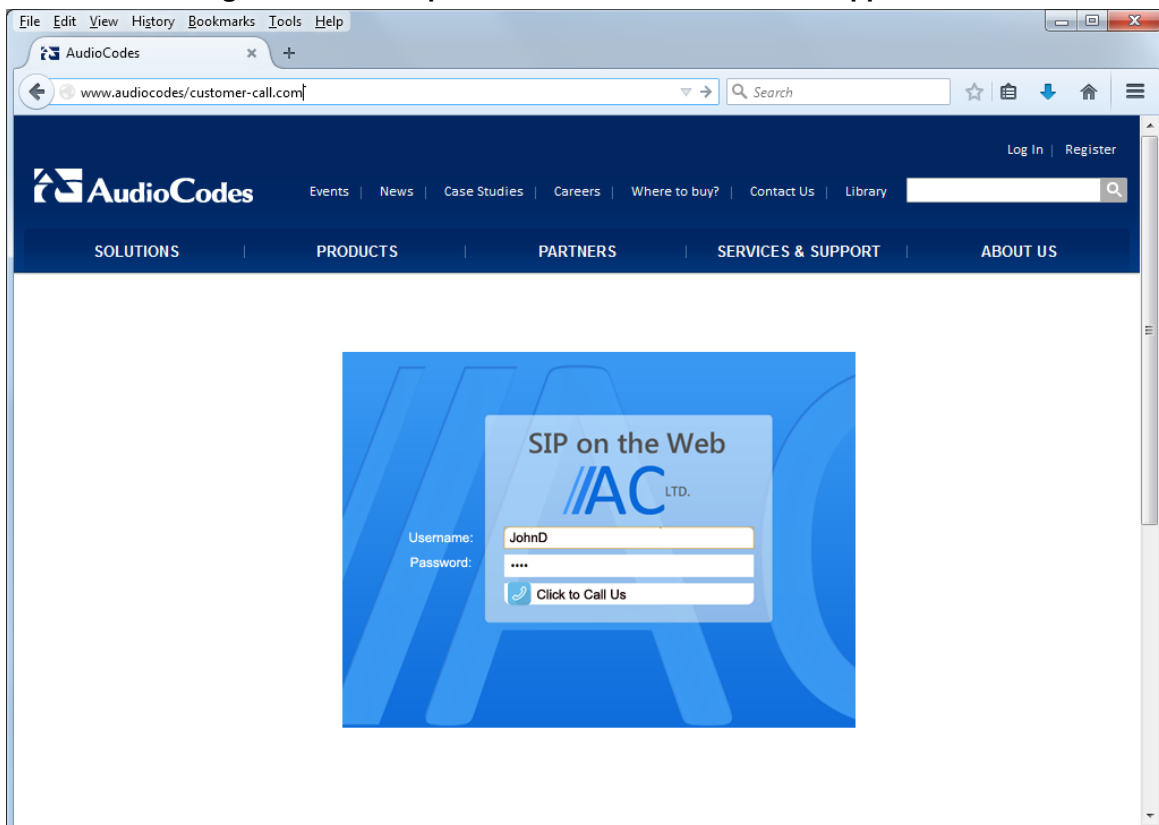 File Edit View History Bookmarks Tools Help
AudioCodes
www.audiocodes/customer-call.com
Search
Log In | Register
AudioCodes
Events | News | Case Studies | Careers | Where to buy? | Contact Us | Library
SOLUTIONS | PRODUCTS | PARTNERS | SERVICES & SUPPORT | ABOUT US
SIP on the Web
//AC LTD.
Username: JohnD
Password: ••••
Click to Call Us